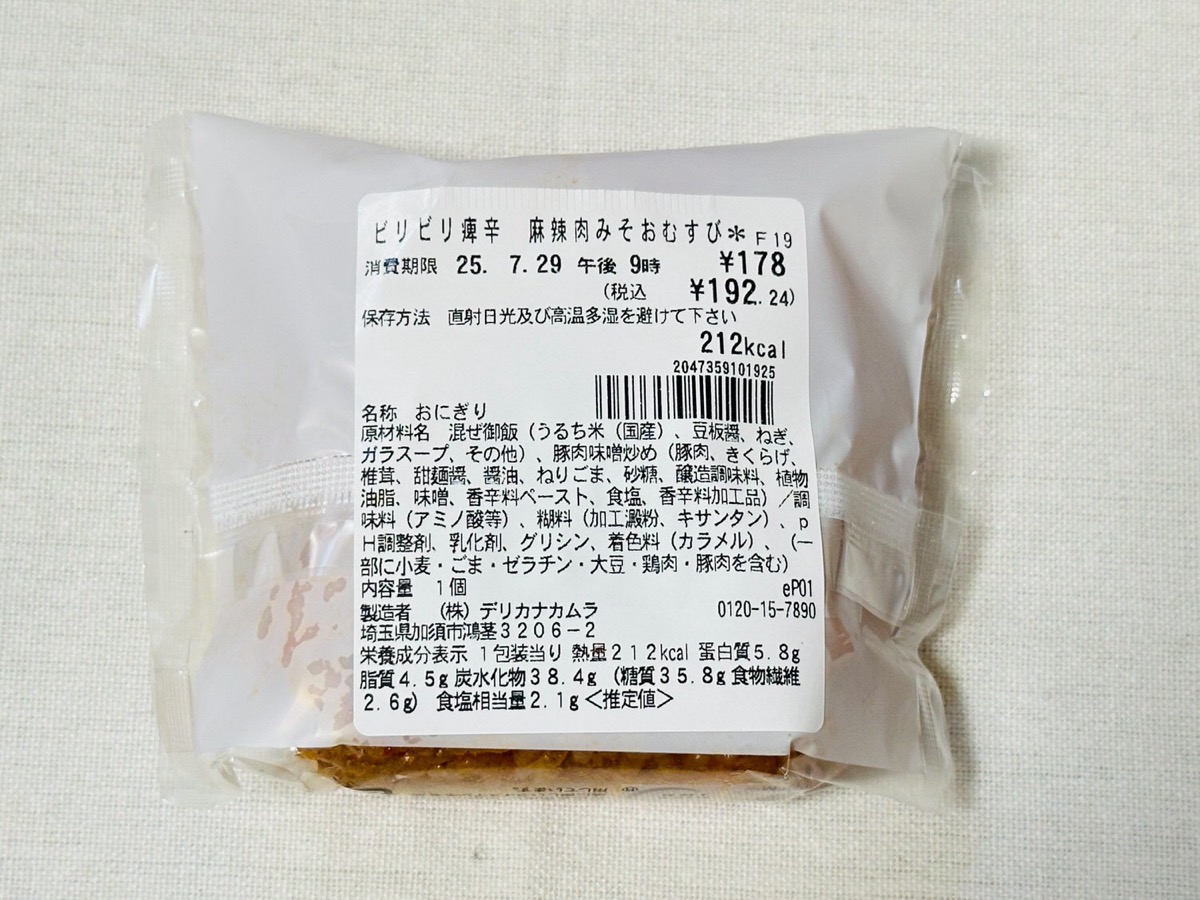 ビリビリ痺辛 麻辣肉みそおむすび＊ F19
消費期限 25. 7.29 午後 9時 ¥178
(税込 ¥192.24)
保存方法 直射日光及び高温多湿を避けて下さい
212kcal
2047359101925
名称 おにぎり
原材料名 混ぜ御飯（うるち米（国産）、豆板醤、ねぎ、
ガラスープ、その他）、豚肉味噌炒め（豚肉、きくらげ、
椎茸、甜麺醤、醤油、ねりごま、砂糖、醸造調味料、植物
油脂、味噌、香辛料ペースト、食塩、香辛料加工品）／調
味料（アミノ酸等）、糊料（加工澱粉、キサンタン）、ｐ
Ｈ調整剤、乳化剤、グリシン、着色料（カラメル）、（一
部に小麦・ごま・ゼラチン・大豆・鶏肉・豚肉を含む）
内容量 １個 eP01
製造者 （株）デリカナカムラ 0120-15-7890
埼玉県加須市鴻茎３２０６－２
栄養成分表示 １包装当り 熱量２１２kcal 蛋白質５.８g
脂質４.５g 炭水化物３８.４g （糖質３５.８g 食物繊維
２.６g） 食塩相当量２.１g＜推定値＞